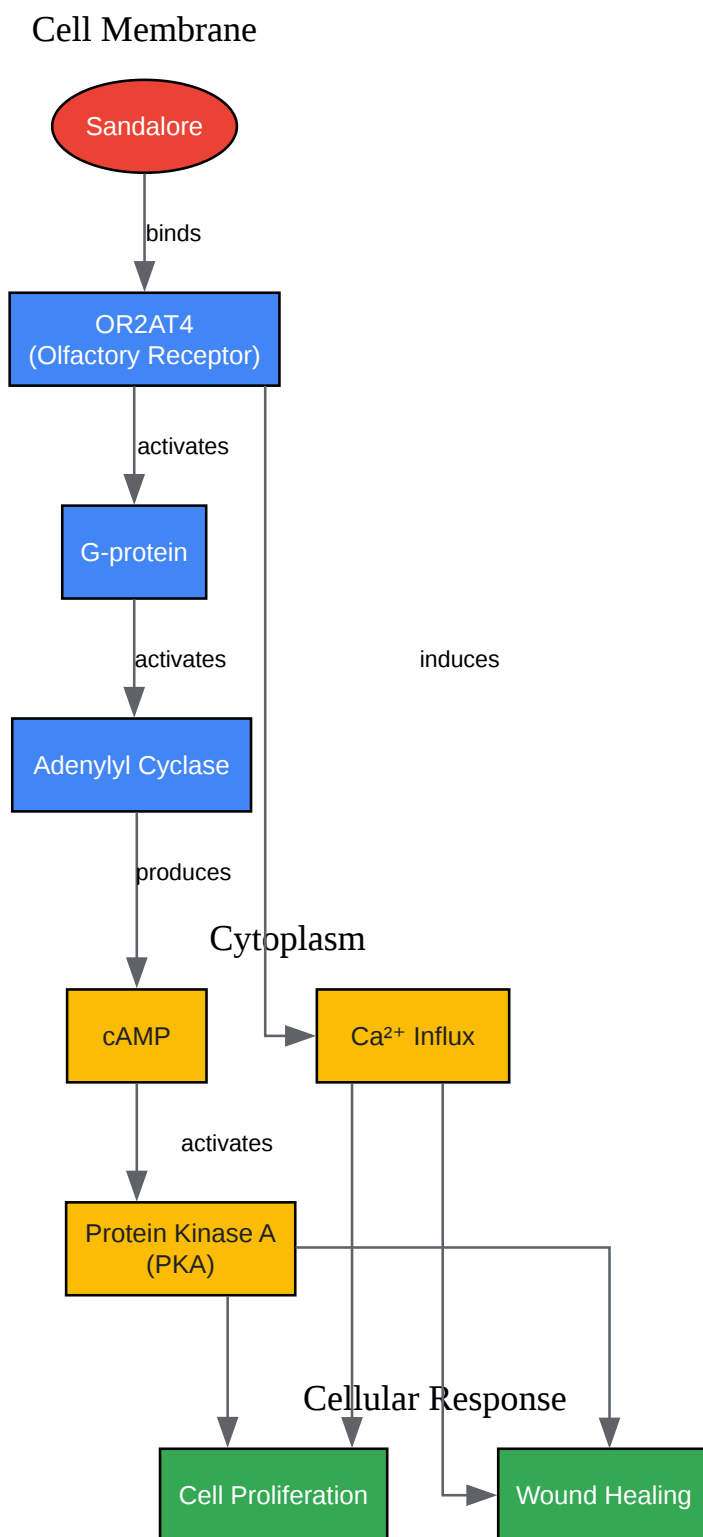 Cell Membrane
Sandalore
binds
OR2AT4
(Olfactory Receptor)
activates
G-protein
activates
induces
Adenylyl Cyclase
produces
Cytoplasm
cAMP
Ca²⁺ Influx
activates
Protein Kinase A
(PKA)
Cellular Response
Cell Proliferation
Wound Healing